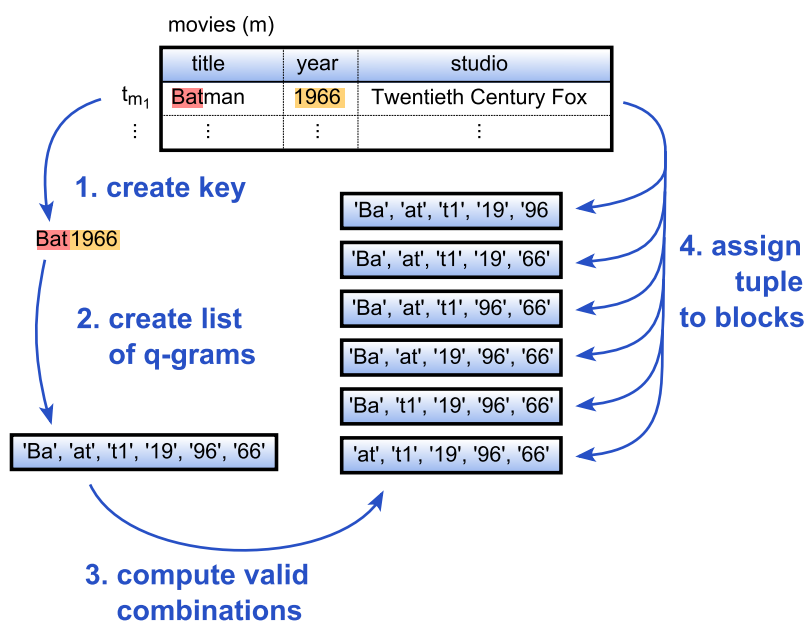 movies (m)
title year studio
tm1 Batman 1966 Twentieth Century Fox
⋮ ⋮ ⋮ ⋮
1. create key
Bat1966
2. create list
of q-grams
'Ba', 'at', 't1', '19', '96', '66'
3. compute valid
combinations
'Ba', 'at', 't1', '19', '96
'Ba', 'at', 't1', '19', '66'
'Ba', 'at', 't1', '96', '66'
'Ba', 'at', '19', '96', '66'
'Ba', 't1', '19', '96', '66'
'at', 't1', '19', '96', '66'
4. assign
tuple
to blocks